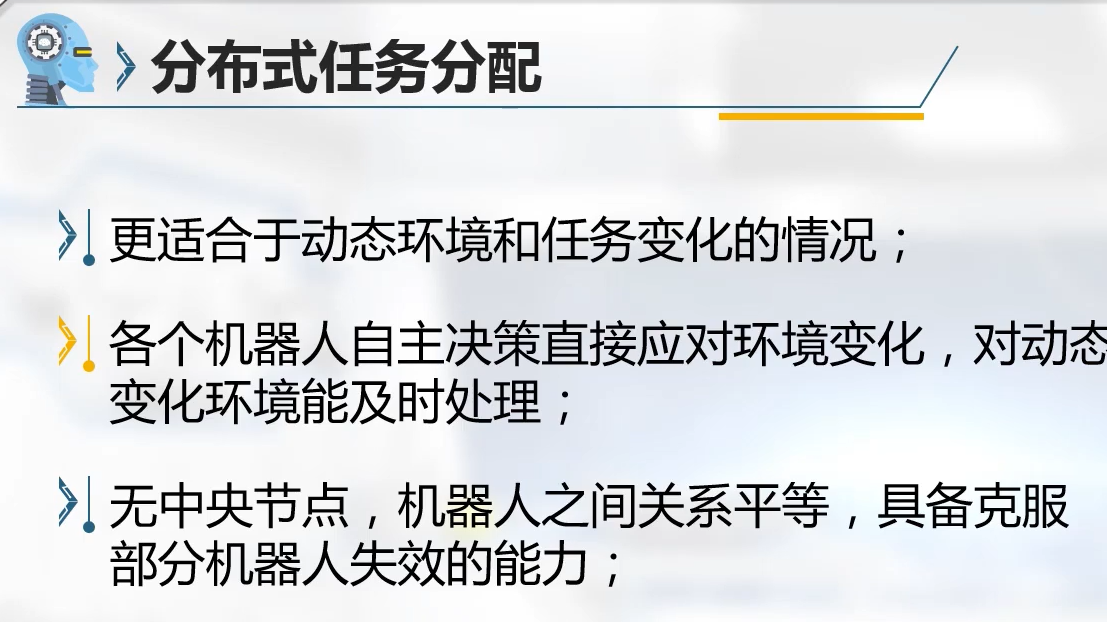 分布式任务分配
更适合于动态环境和任务变化的情况；
各个机器人自主决策直接应对环境变化，对动态
变化环境能及时处理；
无中央节点，机器人之间关系平等，具备克服
部分机器人失效的能力；